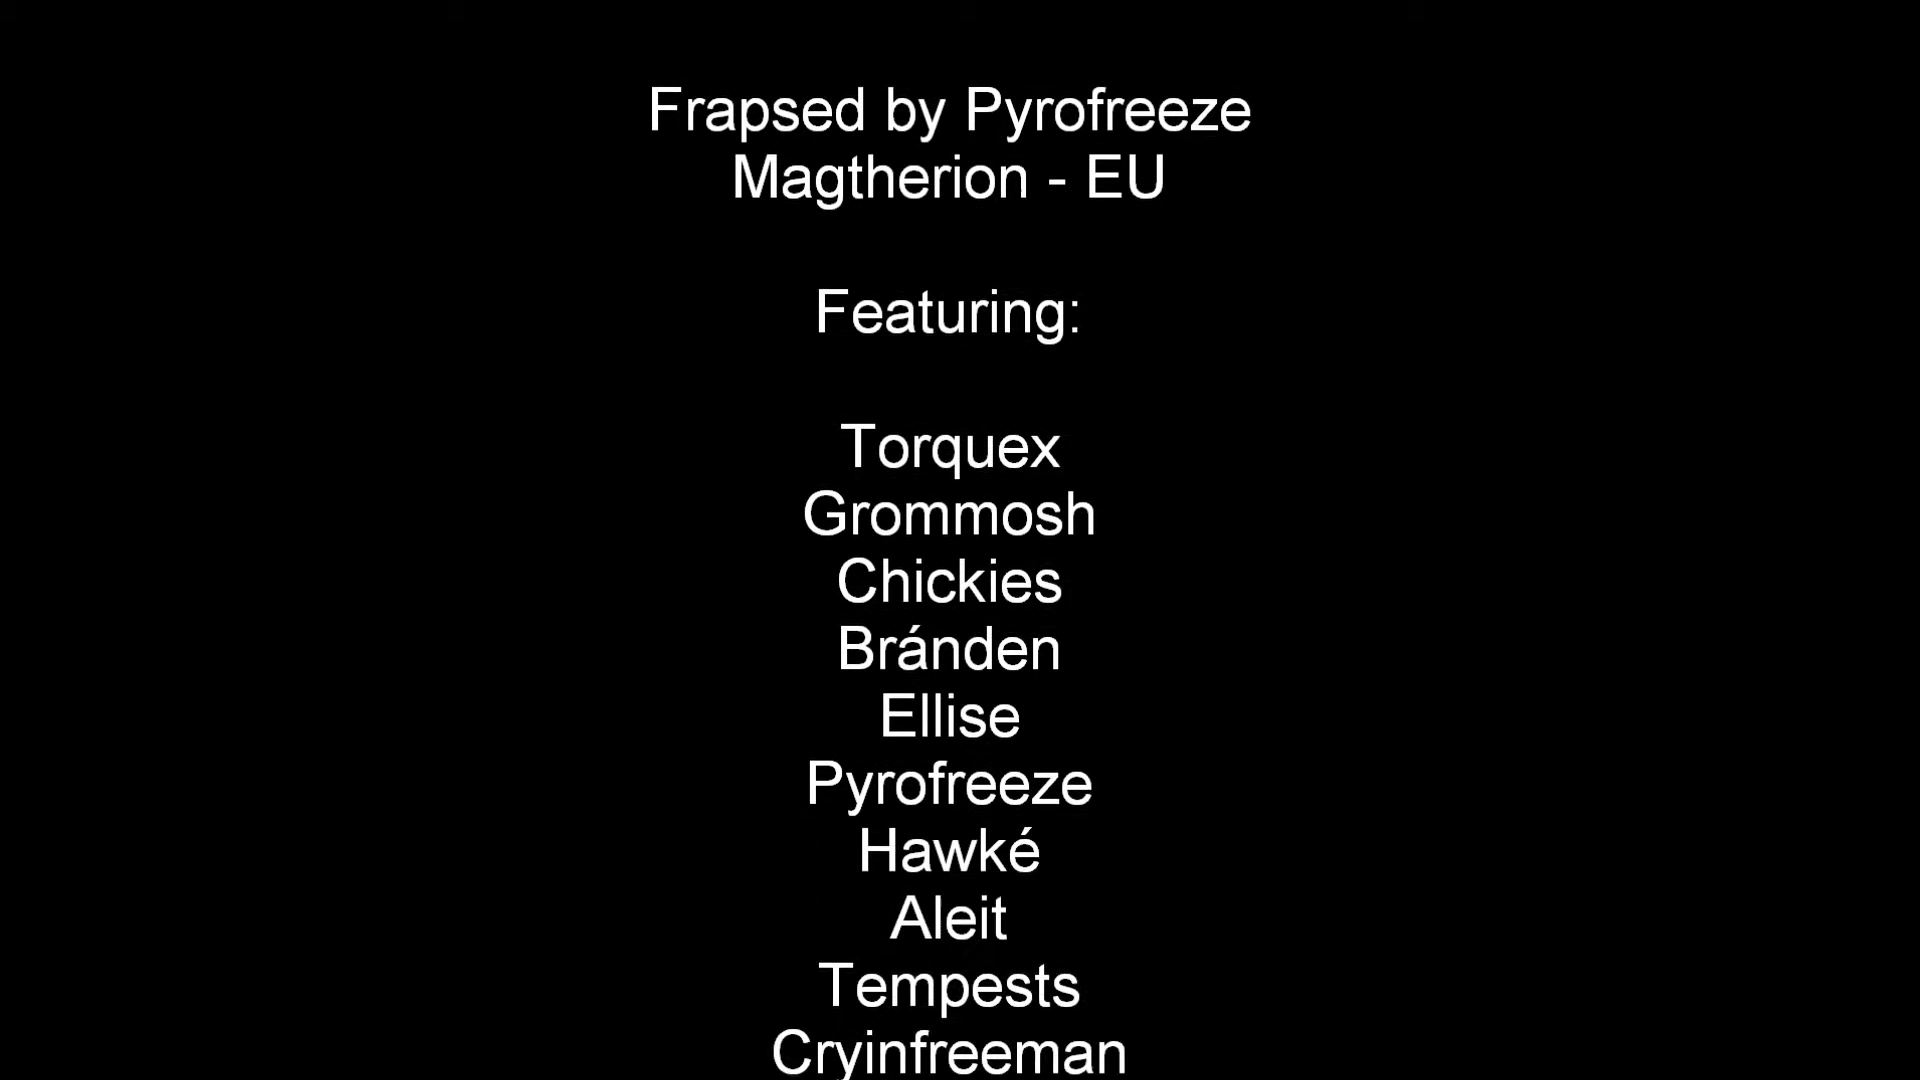 Frapsed by Pyrofreeze
Magtherion - EU
Featuring:
Torquex
Grommosh
Chickies
Bránden
Ellise
Pyrofreeze
Hawké
Aleit
Tempests
Cryinfreeman